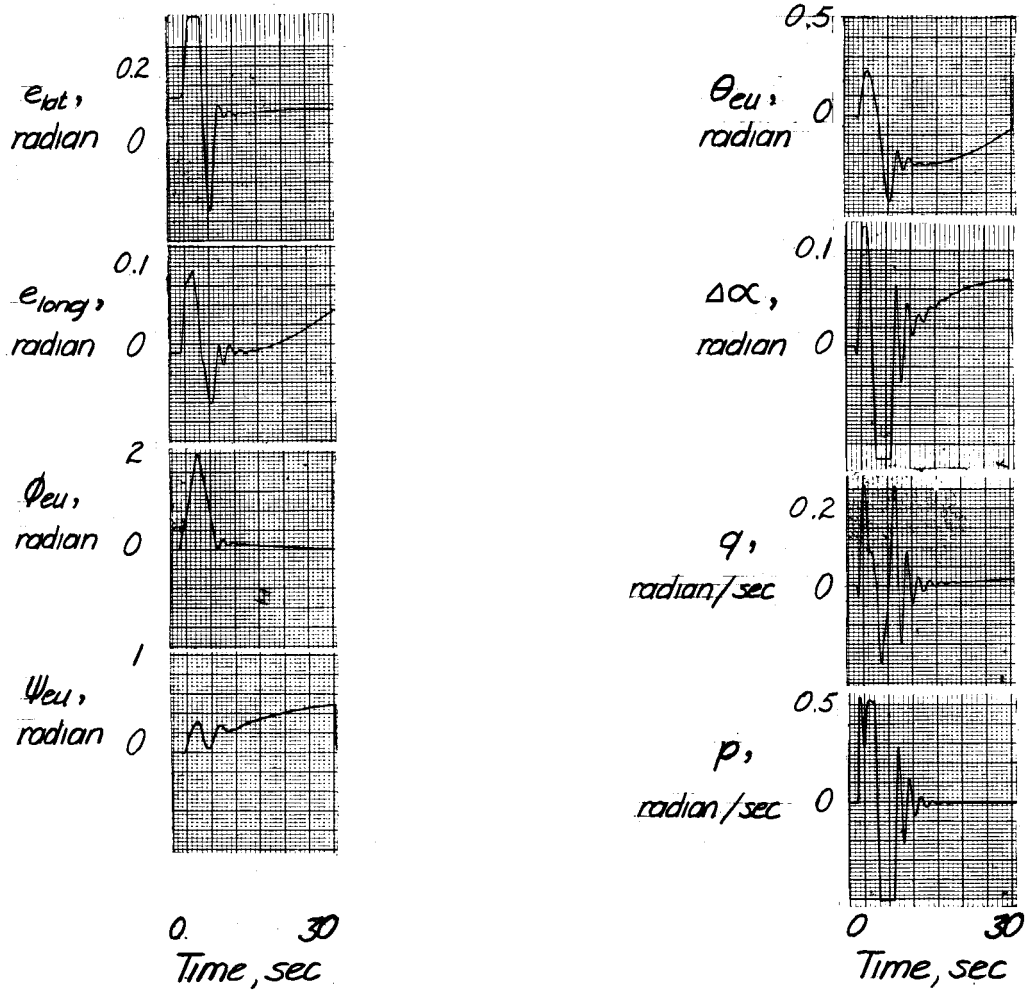 0.2
e_lat,
radian 0
0.1
e_long,
radian 0
2
ϕ_eu,
radian 0
1
ψ_eu,
radian 0
0 30
Time, sec
0.5
θ_eu,
radian 0
0.1
Δα,
radian 0
0.2
q,
radian/sec 0
0.5
p,
radian/sec 0
0 30
Time, sec